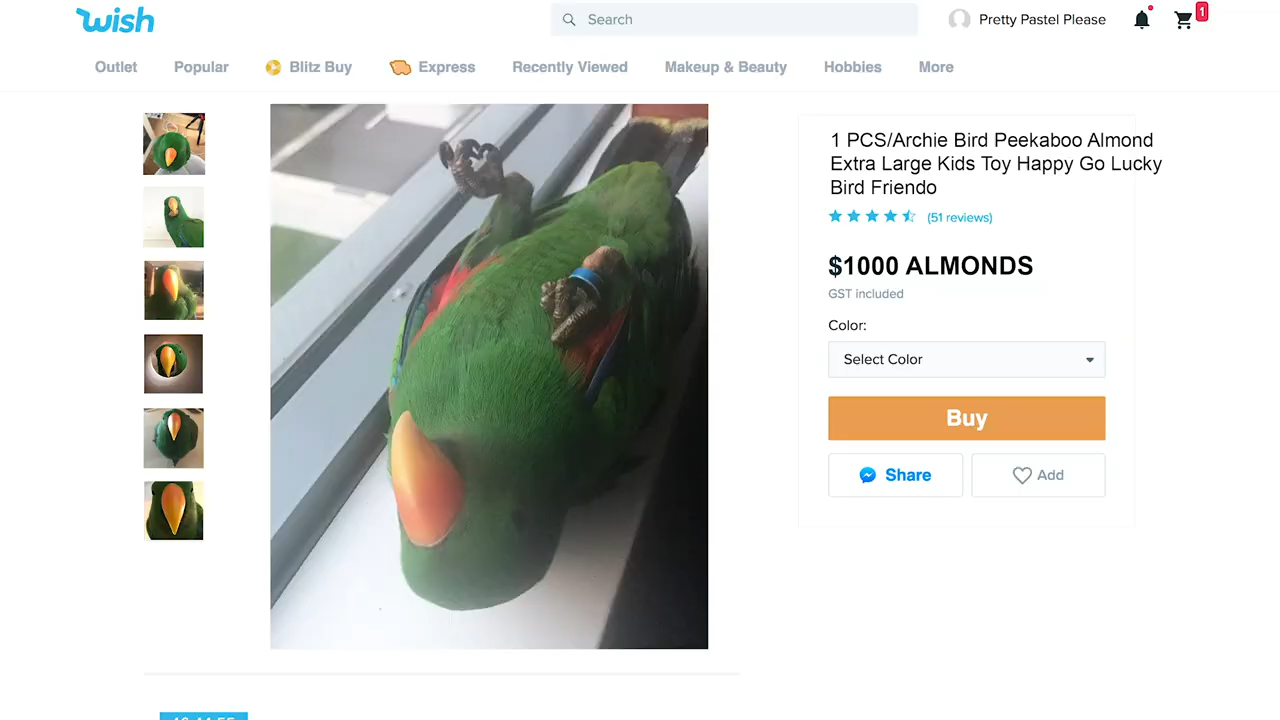 wish
Search
Pretty Pastel Please
1
Outlet
Popular
Blitz Buy
Express
Recently Viewed
Makeup & Beauty
Hobbies
More
1 PCS/Archie Bird Peekaboo Almond
Extra Large Kids Toy Happy Go Lucky
Bird Friendo
(51 reviews)
$1000 ALMONDS
GST included
Color:
Select Color
Buy
Share
Add